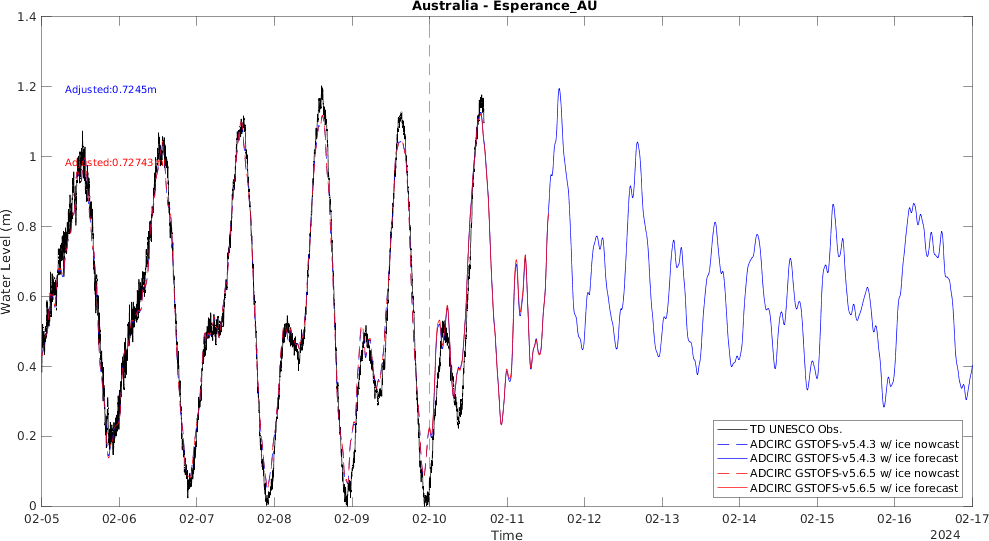 Australia - Esperance_AU
1.4
1.2
1
0.8
0.6
0.4
0.2
0
Water Level (m)
Adjusted:0.7245m
Adjusted:0.72743
TD UNESCO Obs.
ADCIRC GSTOFS-v5.4.3 w/ ice nowcast
ADCIRC GSTOFS-v5.4.3 w/ ice forecast
ADCIRC GSTOFS-v5.6.5 w/ ice nowcast
ADCIRC GSTOFS-v5.6.5 w/ ice forecast
02-05 02-06 02-07 02-08 02-09 02-10 02-11 02-12 02-13 02-14 02-15 02-16 02-17
Time
2024